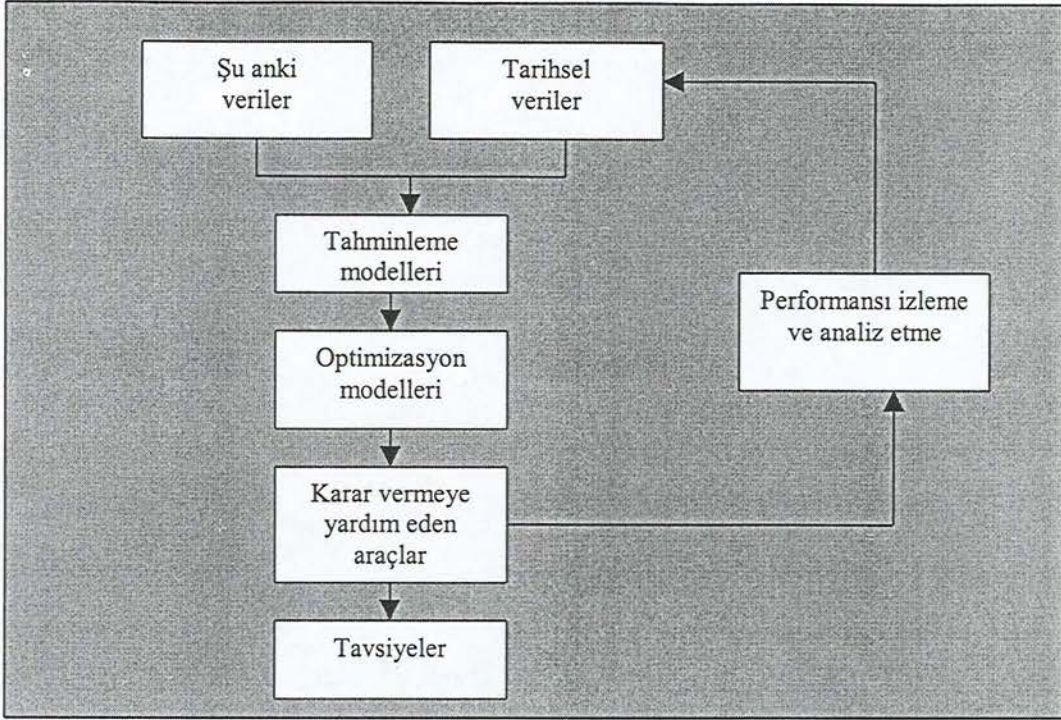 Şu anki
veriler
Tarihsel
veriler
Tahminleme
modelleri
Performansı izleme
ve analiz etme
Optimizasyon
modelleri
Karar vermeye
yardım eden
araçlar
Tavsiyeler